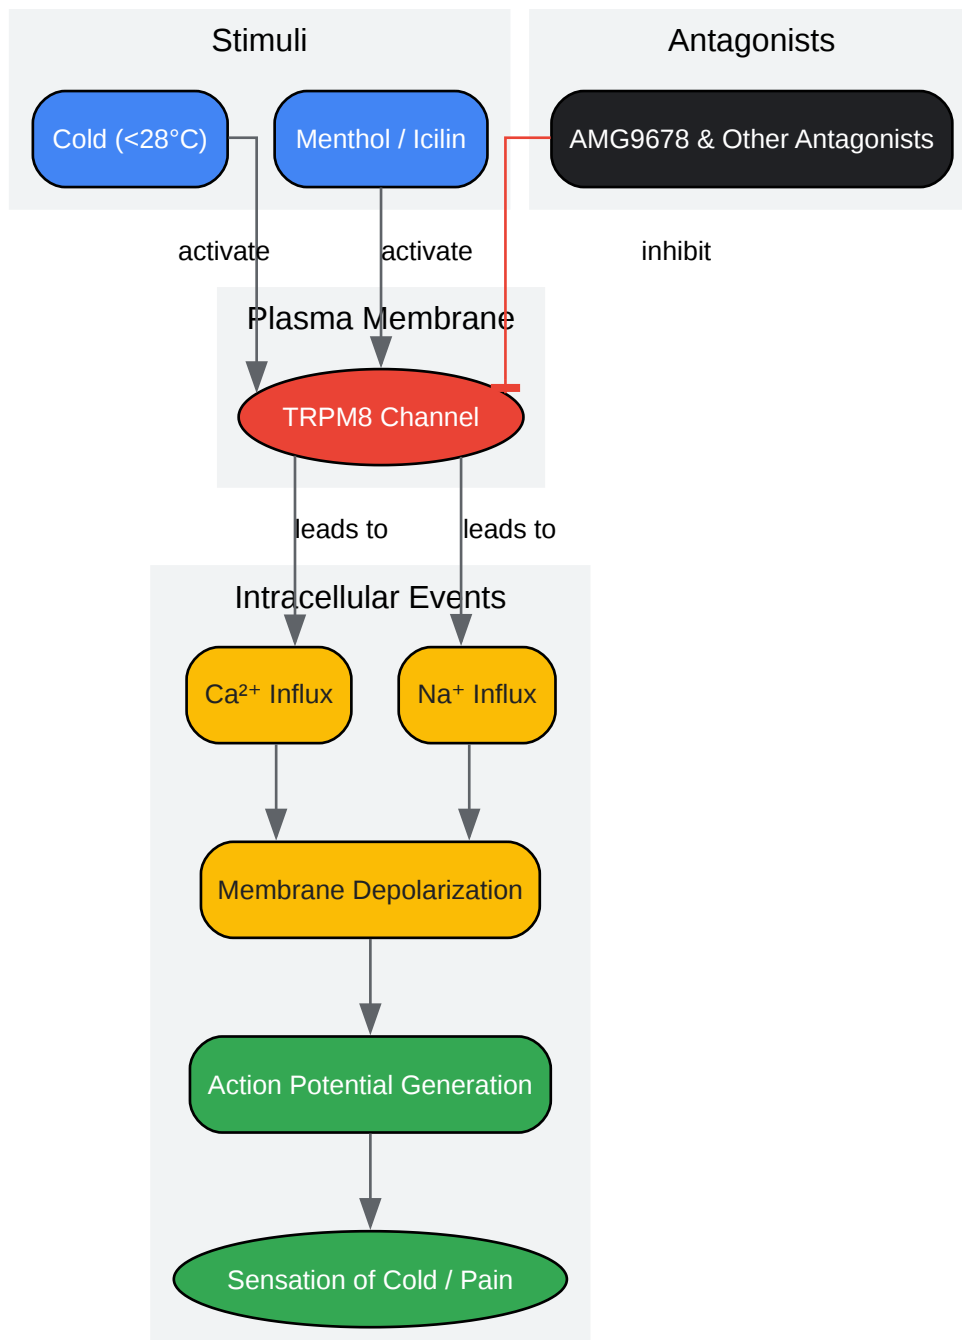 Stimuli
Antagonists
Cold (<28°C)
Menthol / Icilin
AMG9678 & Other Antagonists
activate
activate
inhibit
Plasma Membrane
TRPM8 Channel
leads to
leads to
Intracellular Events
Ca²⁺ Influx
Na⁺ Influx
Membrane Depolarization
Action Potential Generation
Sensation of Cold / Pain